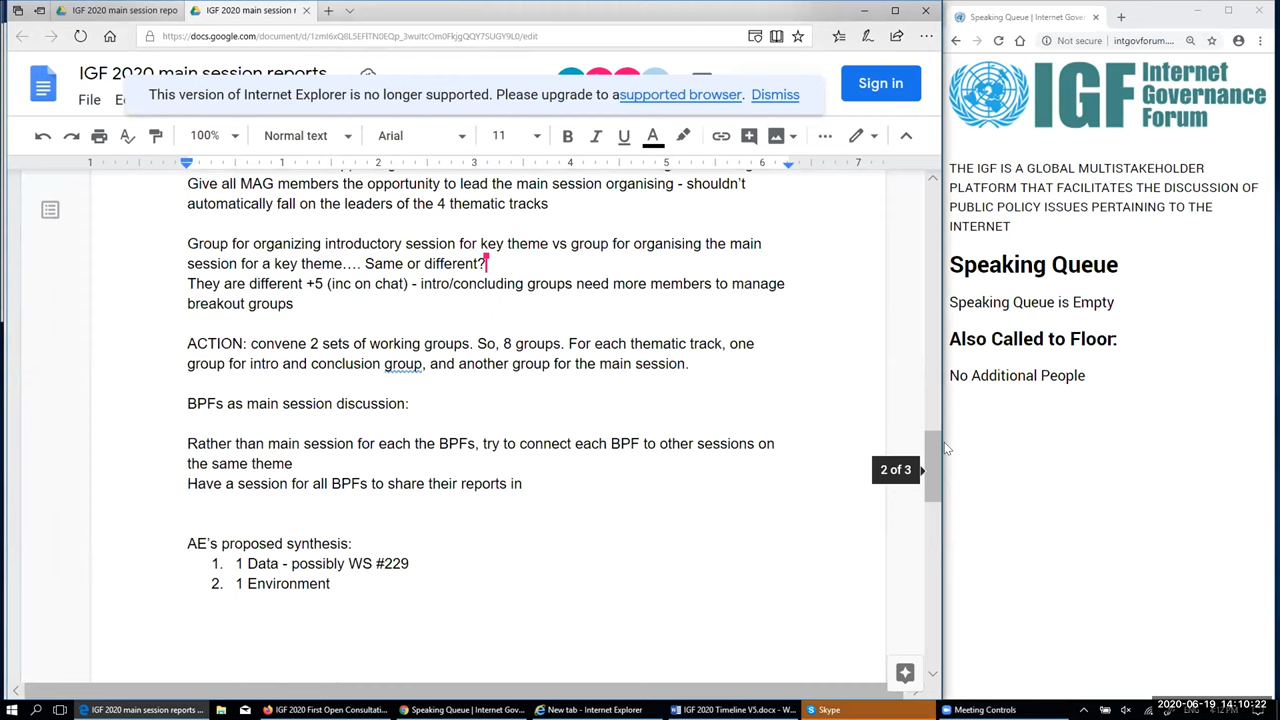 IGF 2020 main session repo
IGF 2020 main session r
https://docs.google.com/document/d/1zmI6xQ8L5EFfTN0EQp_3wuItcOm0FkjgQQY7SUGY9L0/edit
IGF 2020 main session reports
File
Sign in
This version of Internet Explorer is no longer supported. Please upgrade to a supported browser. Dismiss
100%
Normal text
Arial
11
1 1 2 3 4 5 6 7
Give all MAG members the opportunity to lead the main session organising - shouldn't
automatically fall on the leaders of the 4 thematic tracks
Group for organizing introductory session for key theme vs group for organising the main
session for a key theme…. Same or different?
They are different +5 (inc on chat) - intro/concluding groups need more members to manage
breakout groups
ACTION: convene 2 sets of working groups. So, 8 groups. For each thematic track, one
group for intro and conclusion group, and another group for the main session.
BPFs as main session discussion:
Rather than main session for each the BPFs, try to connect each BPF to other sessions on
the same theme
Have a session for all BPFs to share their reports in
2 of 3
AE's proposed synthesis:
1. 1 Data - possibly WS #229
2. 1 Environment
Speaking Queue | Internet Gove
Not secure
intgovforum…
IGF
Internet
Governance
Forum
THE IGF IS A GLOBAL MULTISTAKEHOLDER
PLATFORM THAT FACILITATES THE DISCUSSION OF
PUBLIC POLICY ISSUES PERTAINING TO THE
INTERNET
Speaking Queue
Speaking Queue is Empty
Also Called to Floor:
No Additional People
IGF 2020 main session reports ...
IGF 2020 First Open Consultati...
Speaking Queue | Internet Gov...
New tab - Internet Explorer
IGF 2020 Timeline V5.docx - W...
Skype
Meeting Controls
2020-06-19 14:10:22